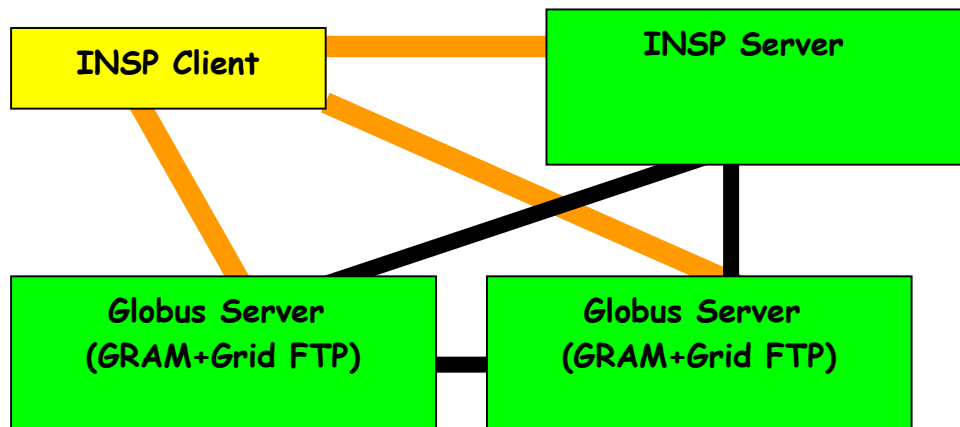 INSP Client
INSP Server
Globus Server
(GRAM+Grid FTP)
Globus Server
(GRAM+Grid FTP)